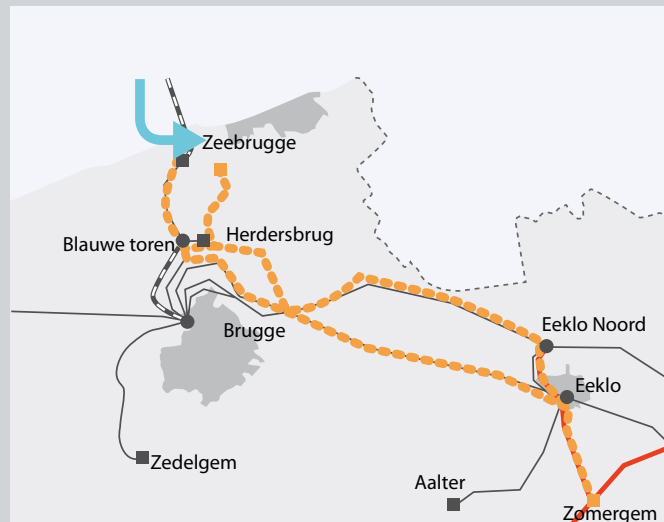 Zeebrugge
Blauwe toren
Herdersbrug
Brugge
Eeklo Noord
Eeklo
Zedelgem
Aalter
Zomergem